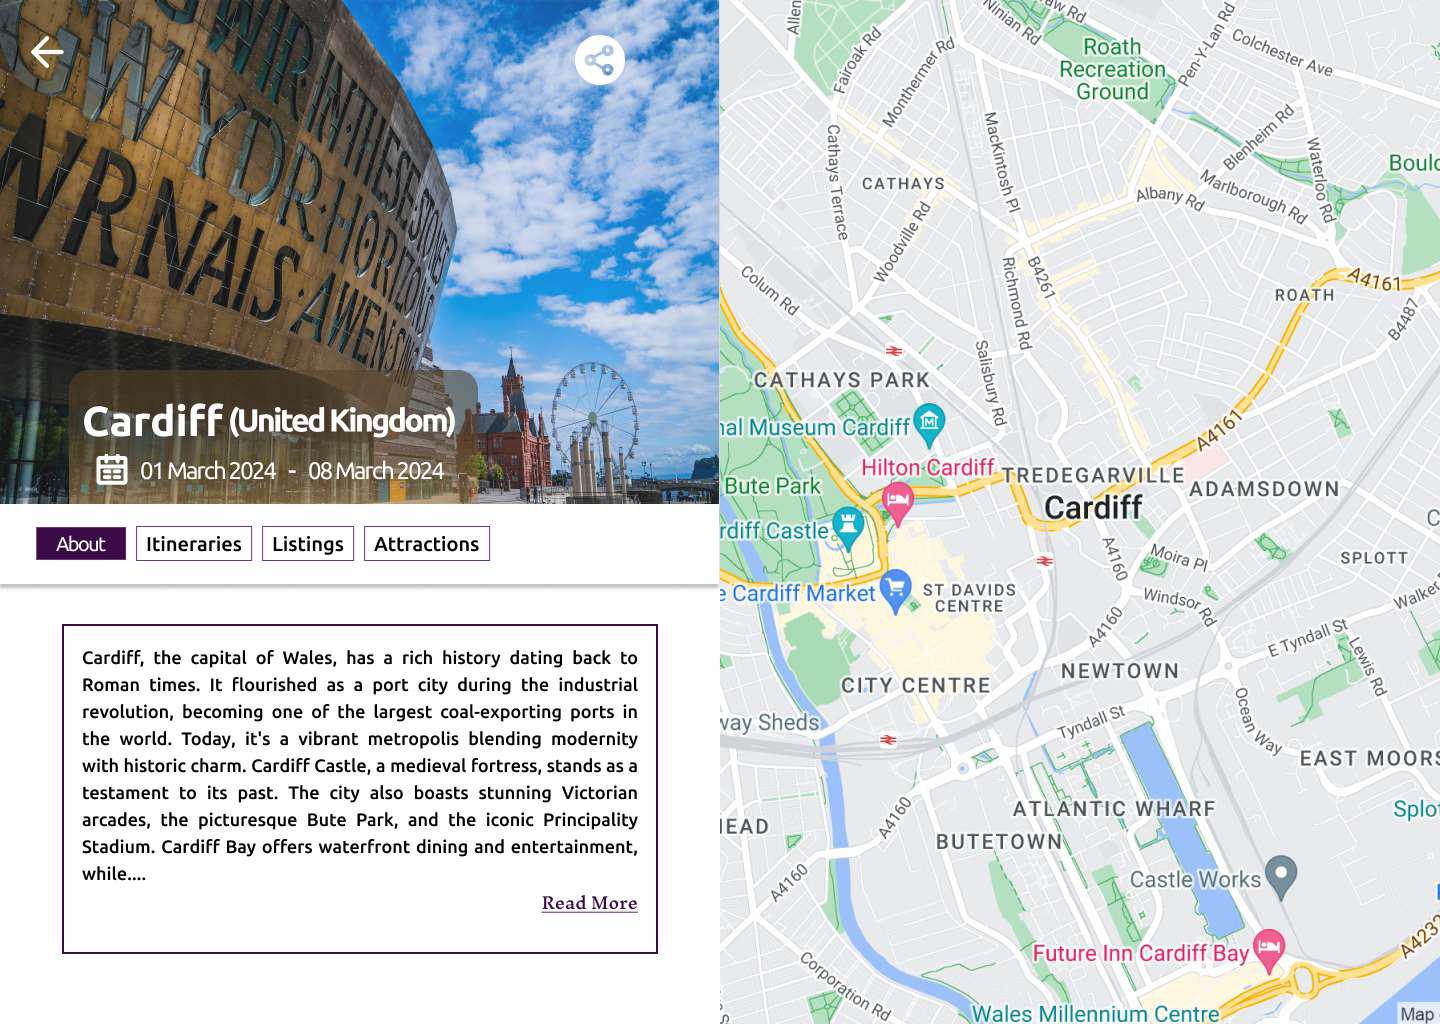 WIR IN THESE STONES
GWYDR HORIZONS
WRNAIS AWEN
Cardiff (United Kingdom)
01 March 2024 - 08 March 2024
About
Itineraries
Listings
Attractions
Cardiff, the capital of Wales, has a rich history dating back to
Roman times. It flourished as a port city during the industrial
revolution, becoming one of the largest coal-exporting ports in
the world. Today, it's a vibrant metropolis blending modernity
with historic charm. Cardiff Castle, a medieval fortress, stands as a
testament to its past. The city also boasts stunning Victorian
arcades, the picturesque Bute Park, and the iconic Principality
Stadium. Cardiff Bay offers waterfront dining and entertainment,
while....
Read More
Allen
Fairoak Rd
Monthermer Rd
Ninian Rd
aw Rd
Roath
Recreation
Ground
Pen-Y-Lan Rd
Colchester Ave
Cathays Terrace
CATHAYS
Woodville Rd
MacKintosh Pl
Blenheim Rd
Waterloo Rd
Boul
Albany Rd
Marlborough Rd
Colum Rd
Richmond Rd
B4261
A4161
ROATH
B4487
Salisbury Rd
CATHAYS PARK
nal Museum Cardiff
Hilton Cardiff
A4161
TREDEGARVILLE
Cardiff
ADAMSDOWN
Bute Park
rdiff Castle
A4160
Moira Pl
SPLOTT
e Cardiff Market
ST DAVIDS
CENTRE
Windsor Rd
Walker
A4160
E Tyndall St
Lewis Rd
CITY CENTRE
NEWTOWN
way Sheds
Tyndall St
Ocean Way
EAST MOORS
A4160
ATLANTIC WHARF
Splot
EAD
BUTETOWN
A4160
Castle Works
Future Inn Cardiff Bay
A4232
Corporation Rd
Wales Millennium Centre
Map